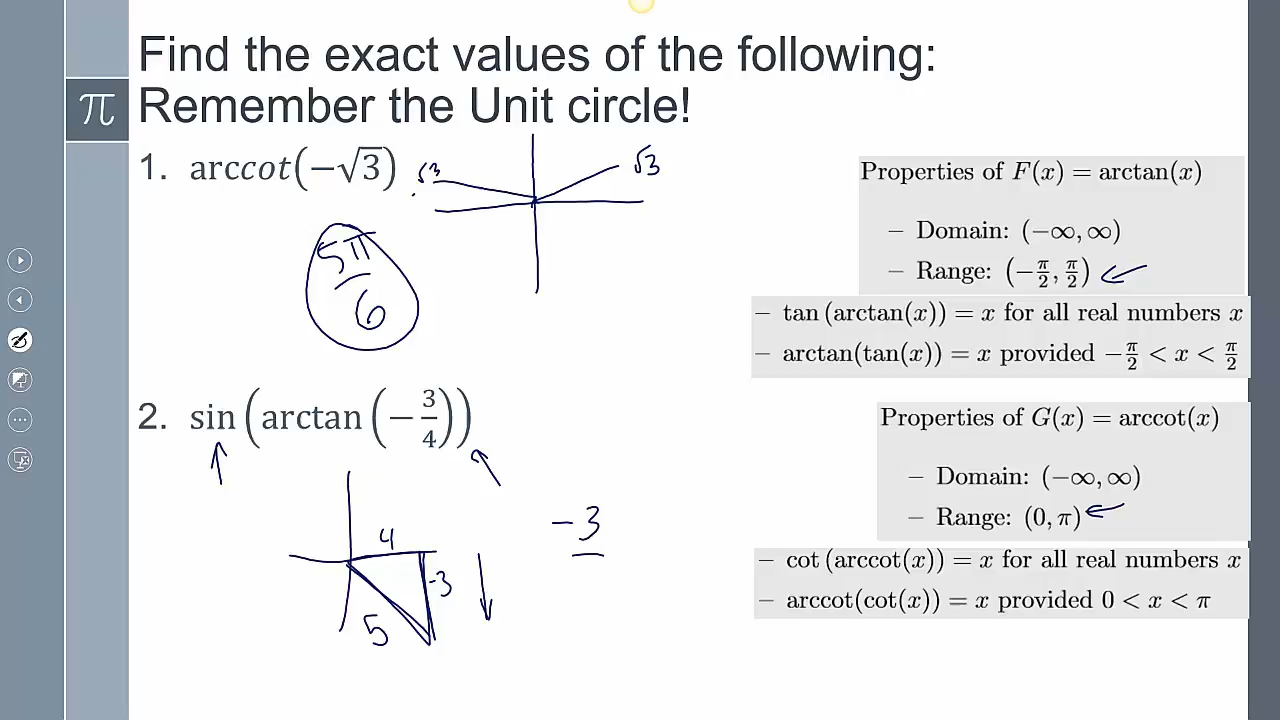 Find the exact values of the following:
π
Remember the Unit circle!
1. arccot(−√3)
√3
√3
5π
6
2. sin(arctan(−3/4))
4
-3
5
-3
Properties of F(x) = arctan(x)
– Domain: (−∞, ∞)
– Range: (−π/2, π/2)
– tan (arctan(x)) = x for all real numbers x
– arctan(tan(x)) = x provided −π/2 < x < π/2
Properties of G(x) = arccot(x)
– Domain: (−∞, ∞)
– Range: (0, π)
– cot (arccot(x)) = x for all real numbers x
– arccot(cot(x)) = x provided 0 < x < π